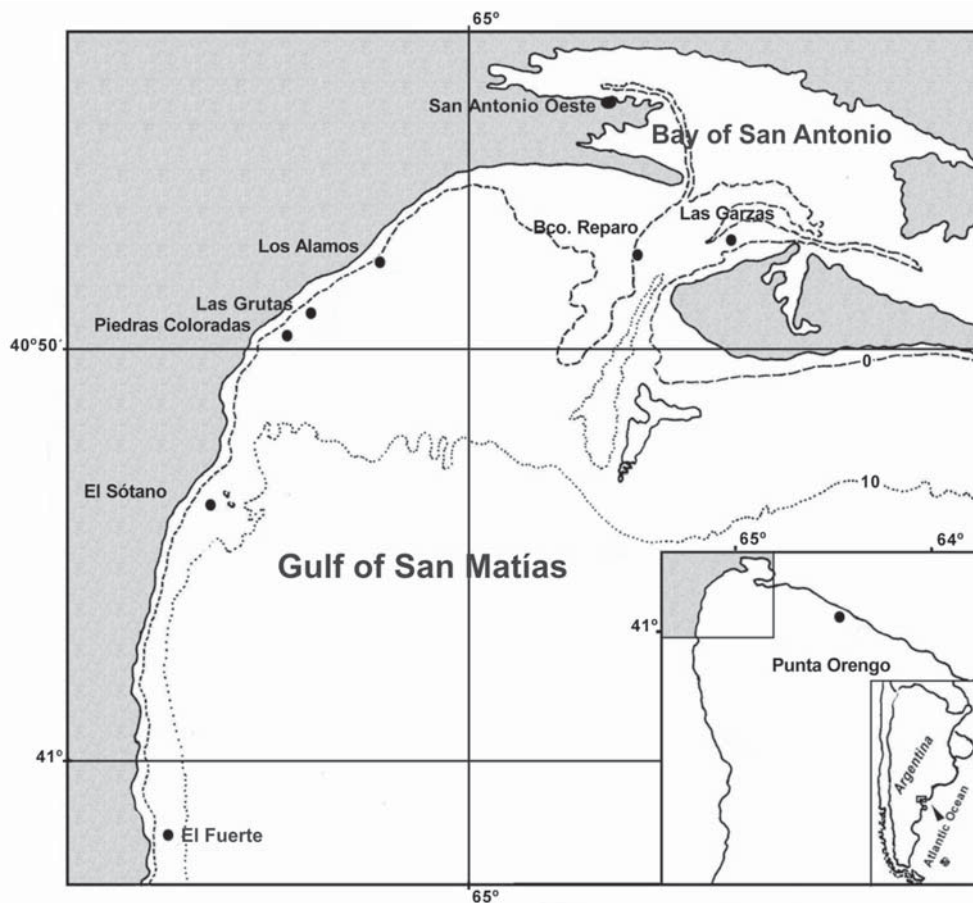 65º
San Antonio Oeste
Bay of San Antonio
Las Garzas
Bco. Reparo
Los Alamos
Las Grutas
Piedras Coloradas
40º50´
0
El Sótano
10
Gulf of San Matías
65º
64º
41º
Punta Orengo
Argentina
Atlantic Ocean
41º
El Fuerte
65º